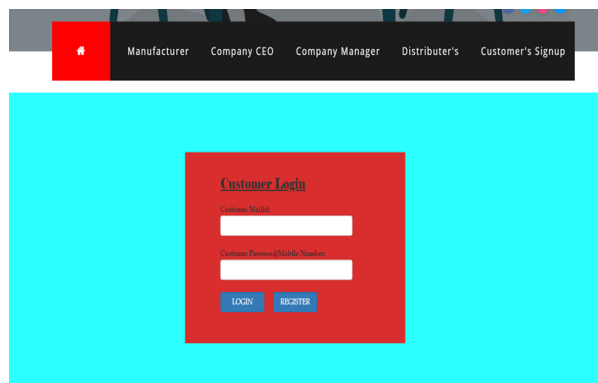 Manufacturer Company CEO Company Manager Distributer's Customer's Signup
Customer Login
Customer Mailid:
Customer Password/Mobile Number:
LOGIN REGISTER